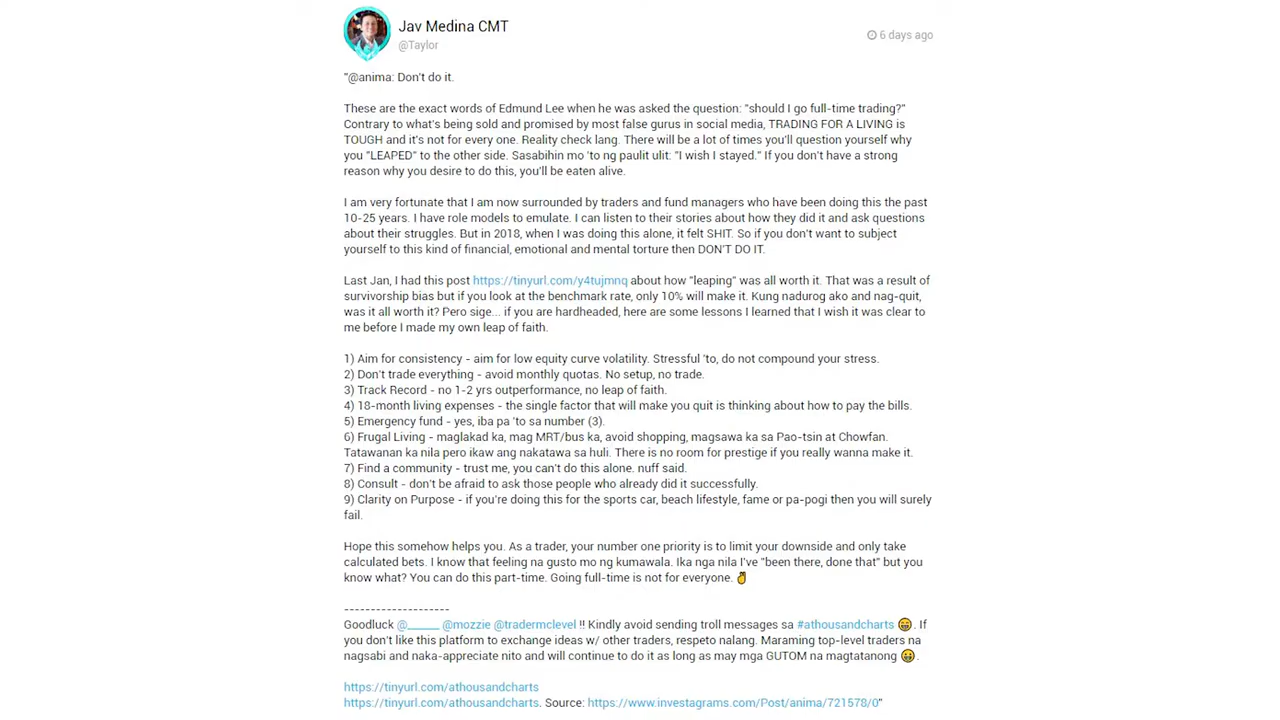 Jav Medina CMT
@Taylor
6 days ago
"@anima: Don't do it.
These are the exact words of Edmund Lee when he was asked the question: "should I go full-time trading?"
Contrary to what's being sold and promised by most false gurus in social media, TRADING FOR A LIVING is
TOUGH and it's not for every one. Reality check lang. There will be a lot of times you'll question yourself why
you "LEAPED" to the other side. Sasabihin mo 'to ng paulit ulit: "I wish I stayed." If you don't have a strong
reason why you desire to do this, you'll be eaten alive.
I am very fortunate that I am now surrounded by traders and fund managers who have been doing this the past
10-25 years. I have role models to emulate. I can listen to their stories about how they did it and ask questions
about their struggles. But in 2018, when I was doing this alone, it felt SHIT. So if you don't want to subject
yourself to this kind of financial, emotional and mental torture then DON'T DO IT.
Last Jan, I had this post https://tinyurl.com/y4tujmnq about how "leaping" was all worth it. That was a result of
survivorship bias but if you look at the benchmark rate, only 10% will make it. Kung nadurog ako and nag-quit,
was it all worth it? Pero sige... if you are hardheaded, here are some lessons I learned that I wish it was clear to
me before I made my own leap of faith.
1) Aim for consistency - aim for low equity curve volatility. Stressful 'to, do not compound your stress.
2) Don't trade everything - avoid monthly quotas. No setup, no trade.
3) Track Record - no 1-2 yrs outperformance, no leap of faith.
4) 18-month living expenses - the single factor that will make you quit is thinking about how to pay the bills.
5) Emergency fund - yes, iba pa 'to sa number (3).
6) Frugal Living - maglakad ka, mag MRT/bus ka, avoid shopping, magsawa ka sa Pao-tsin at Chowfan.
Tatawanan ka nila pero ikaw ang nakatawa sa huli. There is no room for prestige if you really wanna make it.
7) Find a community - trust me, you can't do this alone. nuff said.
8) Consult - don't be afraid to ask those people who already did it successfully.
9) Clarity on Purpose - if you're doing this for the sports car, beach lifestyle, fame or pa-pogi then you will surely
fail.
Hope this somehow helps you. As a trader, your number one priority is to limit your downside and only take
calculated bets. I know that feeling na gusto mo ng kumawala. Ika nga nila I've "been there, done that" but you
know what? You can do this part-time. Going full-time is not for everyone.
--------------------
Goodluck @_____ @mozzie @tradermclevel !! Kindly avoid sending troll messages sa #athousandcharts 😁. If
you don't like this platform to exchange ideas w/ other traders, respeto nalang. Maraming top-level traders na
nagsabi and naka-appreciate nito and will continue to do it as long as may mga GUTOM na magtatanong 😁.
https://tinyurl.com/athousandcharts
https://tinyurl.com/athousandcharts. Source: https://www.investagrams.com/Post/anima/721578/0"